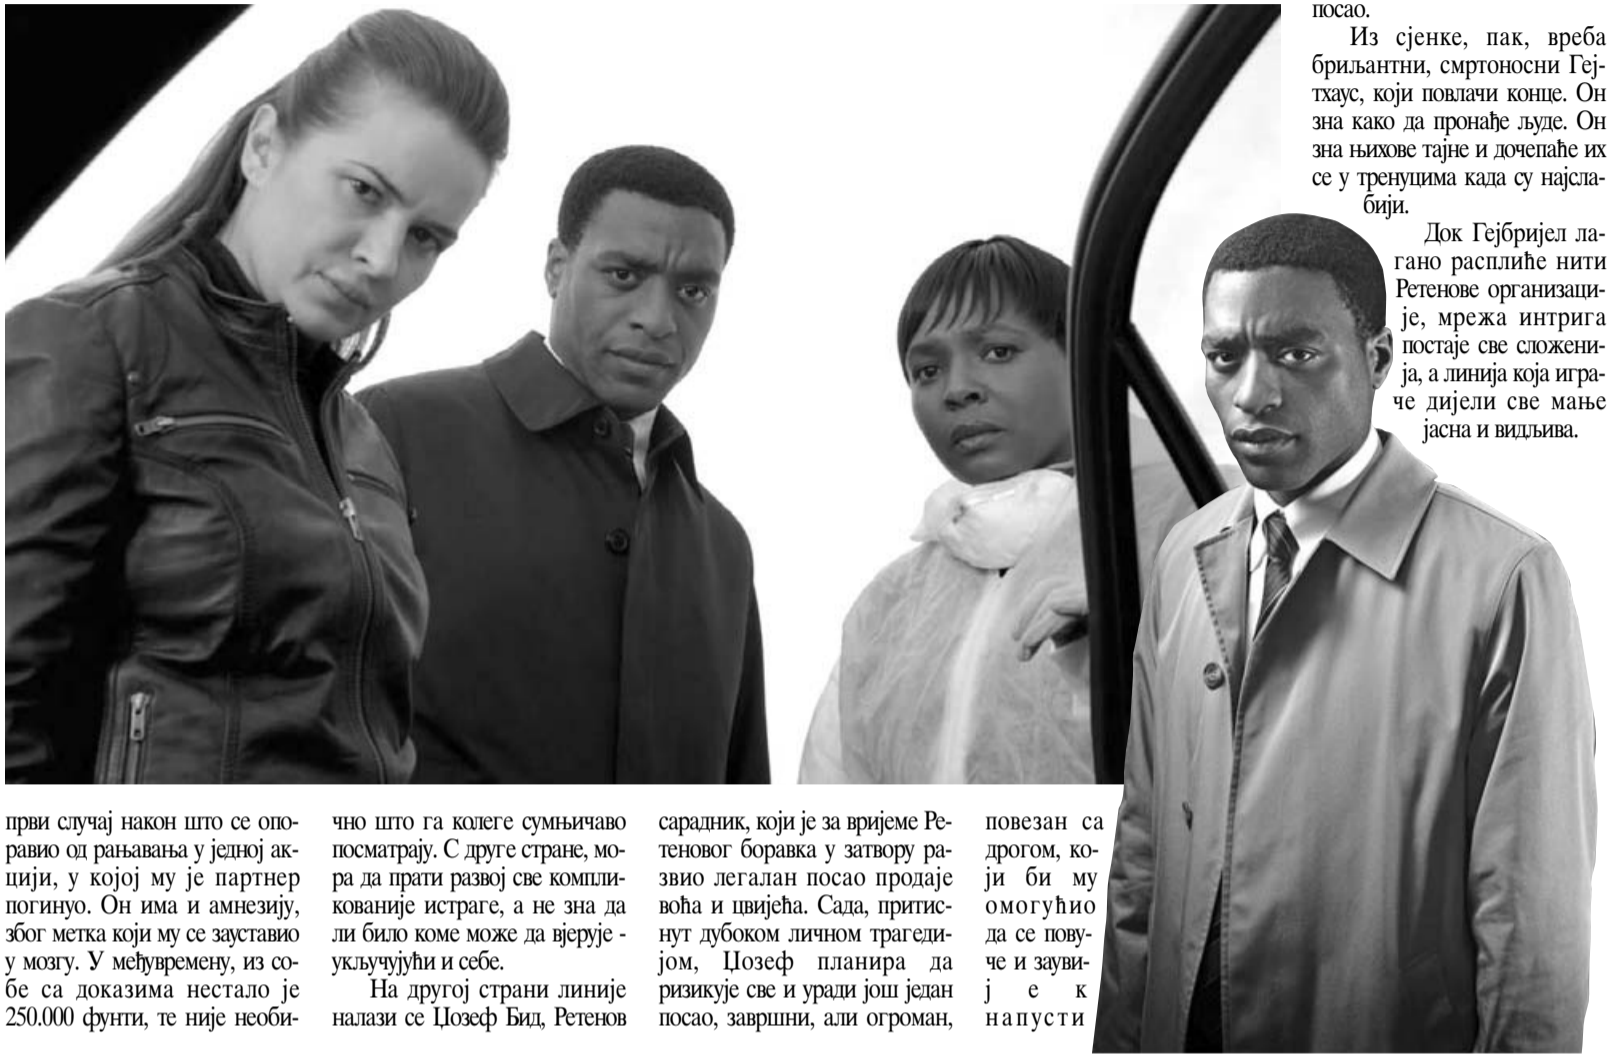 први случај након што се опо-
равио од рањавања у једној ак-
цији, у којој му је партнер
погинуо. Он има и амнезију,
због метка који му се зауставио
у мозгу. У међувремену, из со-
бе са доказима нестало је
250.000 фунти, те није необи-
чно што га колеге сумњичаво
посматрају. С друге стране, мо-
ра да прати развој све компли-
кованије истраге, а не зна да
ли било коме може да вјерује -
укључујући и себе.
На другој страни линије
налази се Џозеф Бид, Ретенов
сарадник, који је за вријеме Ре-
теновог боравка у затвору ра-
звио легалан посао продаје
воћа и цвијећа. Сада, притис-
нут дубоком личном трагеди-
јом, Џозеф планира да
ризикује све и уради још један
посао, завршни, али огроман,
повезан са
дрогом, ко-
ји би му
омогућио
да се пову-
че и зауви-
јек
напусти
посао.
Из сјенке, пак, вреба
бриљантни, смртоносни Геј-
тхаус, који повлачи конце. Он
зна како да пронађе људе. Он
зна њихове тајне и дочепаће их
се у тренуцима када су најсла-
бији.
Док Гејбријел ла-
гано расплиће нити
Ретенове организаци-
је, мрежа интрига
постаје све сложени-
ја, а линија која игра-
че дијели све мање
јасна и видљива.